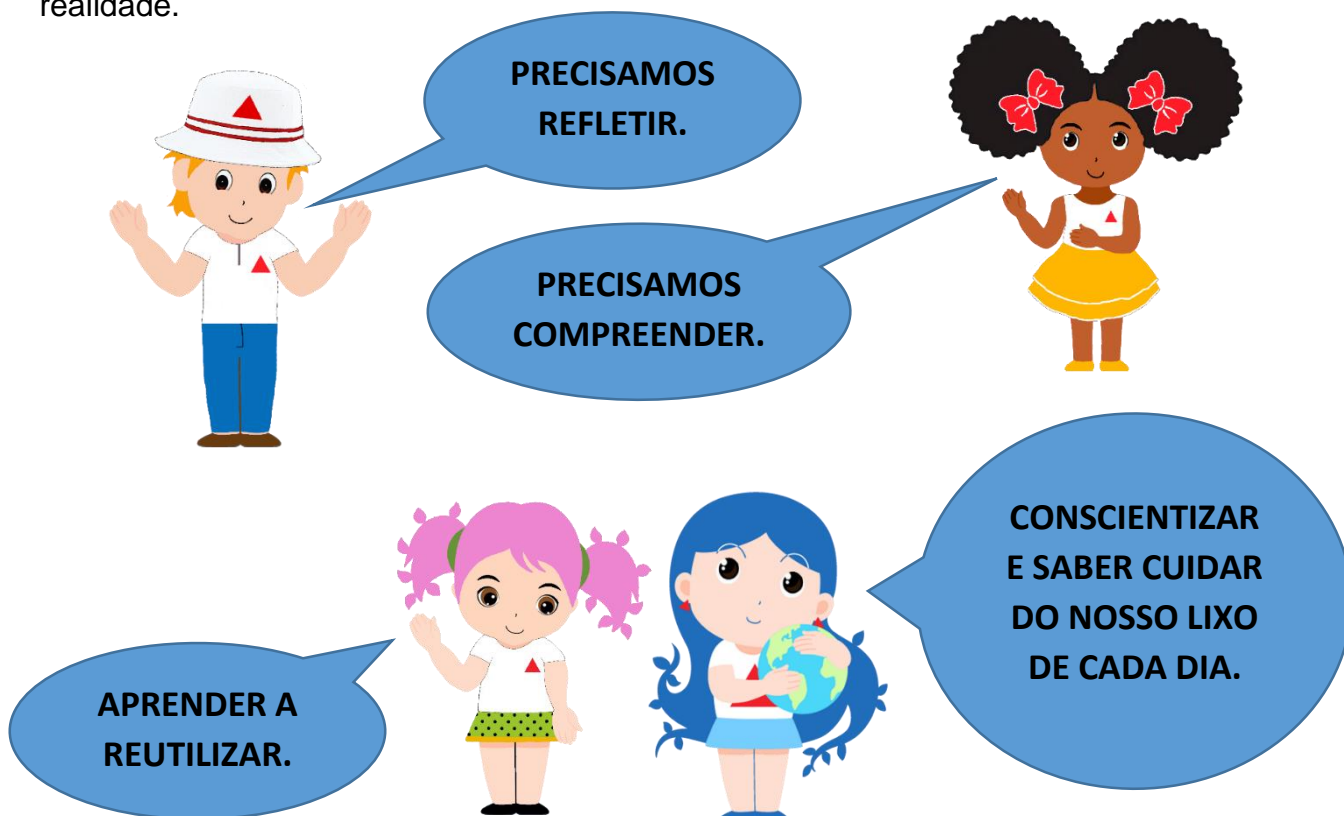 realidade.
PRECISAMOS
REFLETIR.
PRECISAMOS
COMPREENDER.
CONSCIENTIZAR
E SABER CUIDAR
DO NOSSO LIXO
DE CADA DIA.
APRENDER A
REUTILIZAR.